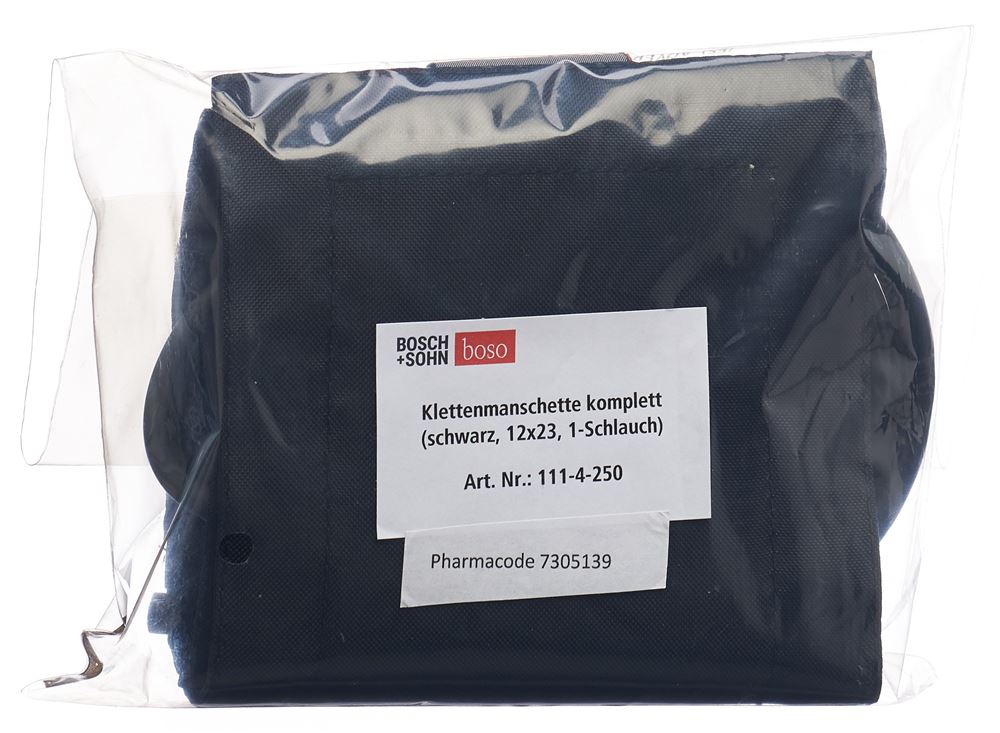 BOSCH
+SOHN boso
Klettenmanschette komplett
(schwarz, 12x23, 1-Schlauch)
Art. Nr.: 111-4-250
Pharmacode 7305139